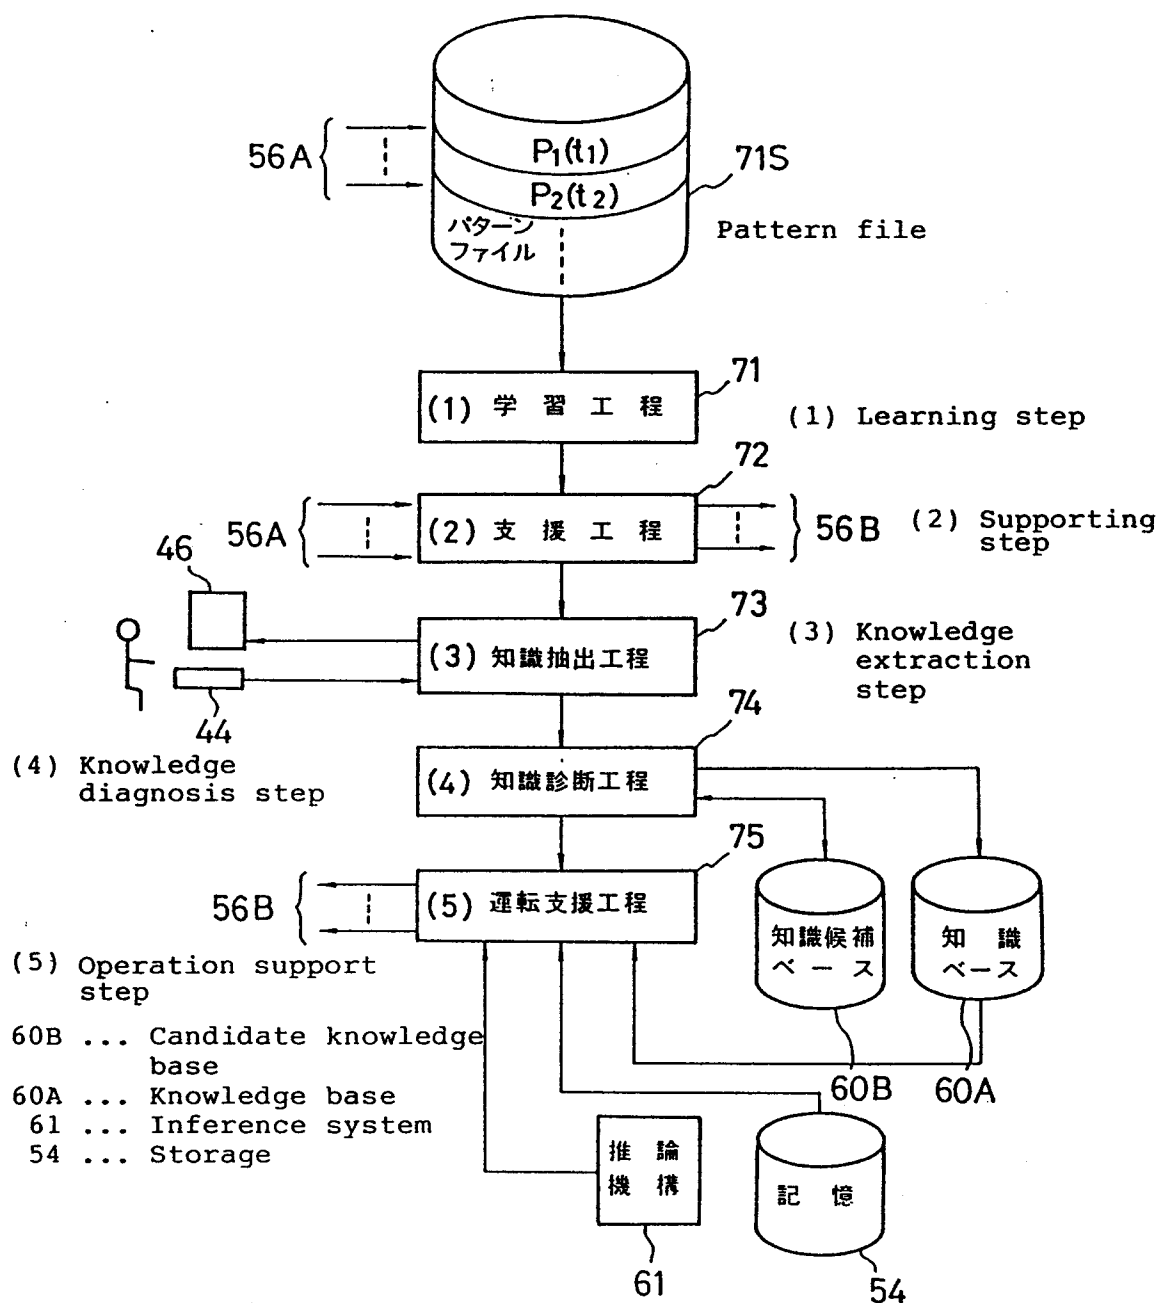 56A
P₁(t₁)
P₂(t₂)
71S
パターン
ファイル
Pattern file
71
(1) 学習工程
(1) Learning step
72
56A
(2) 支援工程
56B
(2) Supporting
step
46
73
(3) 知識抽出工程
(3) Knowledge
extraction
step
44
74
(4) Knowledge
diagnosis step
(4) 知識診断工程
75
56B
(5) 運転支援工程
知識候補
ベース
知識
ベース
(5) Operation support
step
60B ... Candidate knowledge
base
60A ... Knowledge base
61 ... Inference system
54 ... Storage
60B
60A
推論
機構
記憶
61
54